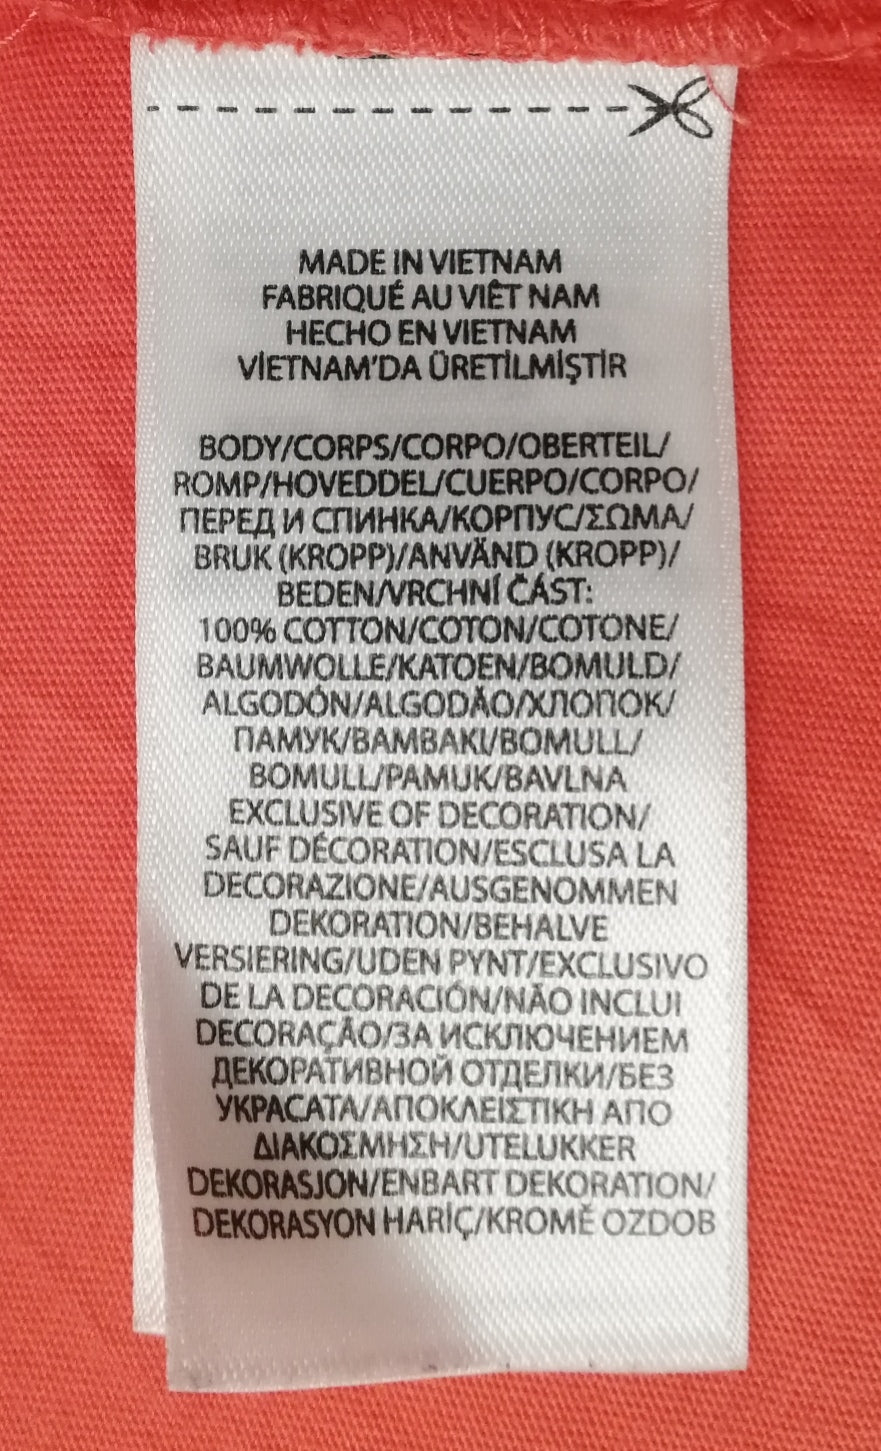 MADE IN VIETNAM
FABRIQUÉ AU VIÊT NAM
HECHO EN VIETNAM
VİETNAM'DA ÜRETİLMİŞTİR
BODY/CORPS/CORPO/OBERTEIL/
ROMP/HOVEDDEL/CUERPO/CORPO/
ПЕРЕД И СПИНКА/КОРПУС/ΣΩΜΑ/
BRUK (KROPP)/ANVÄND (KROPP)/
BEDEN/VRCHNÍ ČÁST:
100% COTTON/COTON/COTONE/
BAUMWOLLE/KATOEN/BOMULD/
ALGODÓN/ALGODÃO/ХЛОПОК/
ПАМУК/ΒΑΜΒΑΚΙ/BOMULL/
BOMULL/PAMUK/BAVLNA
EXCLUSIVE OF DECORATION/
SAUF DÉCORATION/ESCLUSA LA
DECORAZIONE/AUSGENOMMEN
DEKORATION/BEHALVE
VERSIERING/UDEN PYNT/EXCLUSIVO
DE LA DECORACIÓN/NÃO INCLUI
DECORAÇÃO/ЗА ИСКЛЮЧЕНИЕМ
ДЕКОРАТИВНОЙ ОТДЕЛКИ/БЕЗ
УКРАСАТА/ΑΠΟΚΛΕΙΣΤΙΚΗ ΑΠΟ
ΔΙΑΚΟΣΜΗΣΗ/UTELUKKER
DEKORASJON/ENBART DEKORATION/
DEKORASYON HARİÇ/KROMĚ OZDOB